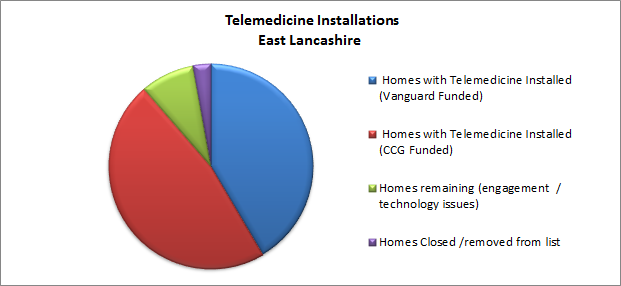 Telemedicine Installations
East Lancashire
Homes with Telemedicine Installed
(Vanguard Funded)
Homes with Telemedicine Installed
(CCG Funded)
Homes remaining (engagement /
technology issues)
Homes Closed /removed from list